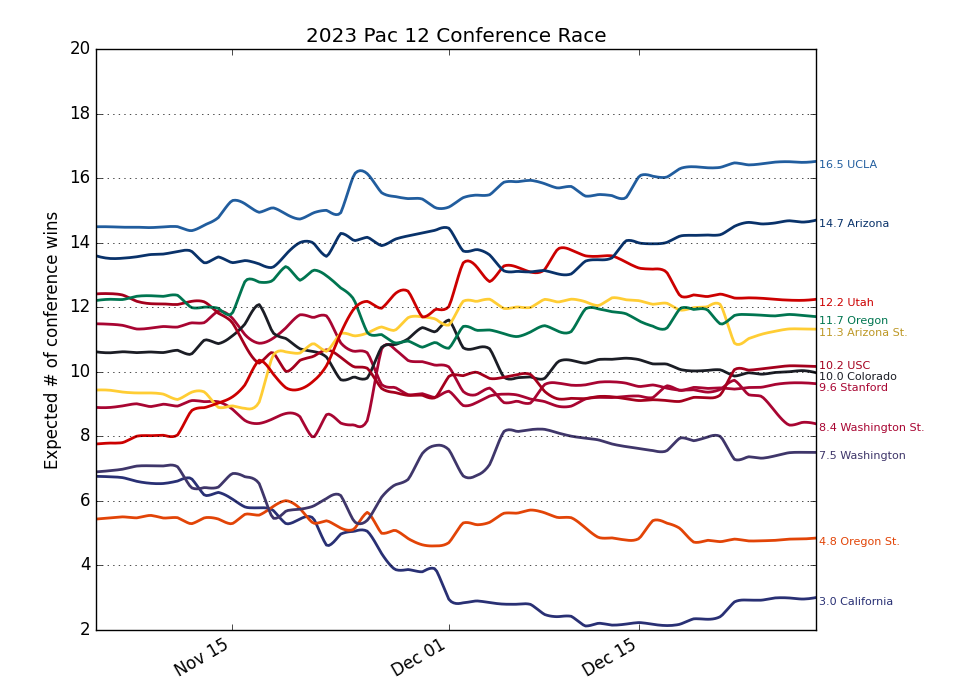 2023 Pac 12 Conference Race
Expected # of conference wins
20
18
16
14
12
10
8
6
4
2
Nov 15
Dec 01
Dec 15
16.5 UCLA
14.7 Arizona
12.2 Utah
11.7 Oregon
11.3 Arizona St.
10.2 USC
10.0 Colorado
9.6 Stanford
8.4 Washington St.
7.5 Washington
4.8 Oregon St.
3.0 California